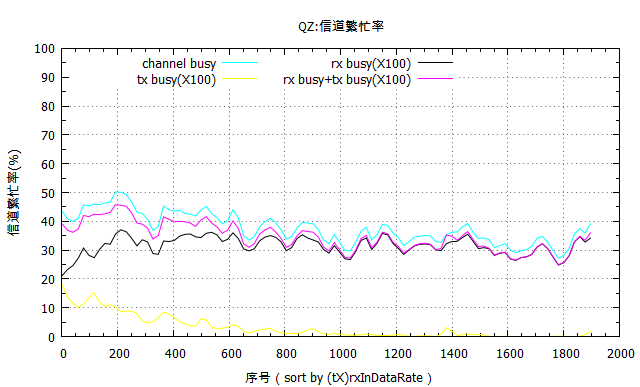 QZ:信道繁忙率
channel busy
rx busy(X100)
tx busy(X100)
rx busy+tx busy(X100)
信道繁忙率(%)
100
90
80
70
60
50
40
30
20
10
0
0 200 400 600 800 1000 1200 1400 1600 1800 2000
序号 ( sort by (tX)rxInDataRate )